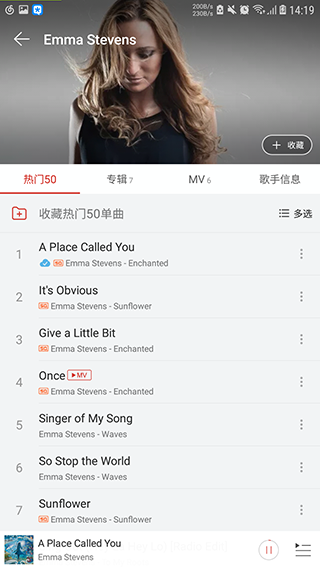 200B/s
230B/s
14:19
Emma Stevens
+ 收藏
热门50
专辑 7
MV 6
歌手信息
收藏热门50单曲
多选
1
A Place Called You
SQ Emma Stevens - Enchanted
2
It's Obvious
SQ Emma Stevens - Sunflower
3
Give a Little Bit
SQ Emma Stevens - Enchanted
4
Once MV
SQ Emma Stevens - Enchanted
5
Singer of My Song
Emma Stevens - Waves
6
So Stop the World
Emma Stevens - Waves
7
Sunflower
SQ Emma Stevens - Sunflower
A Place Called You
Emma Stevens